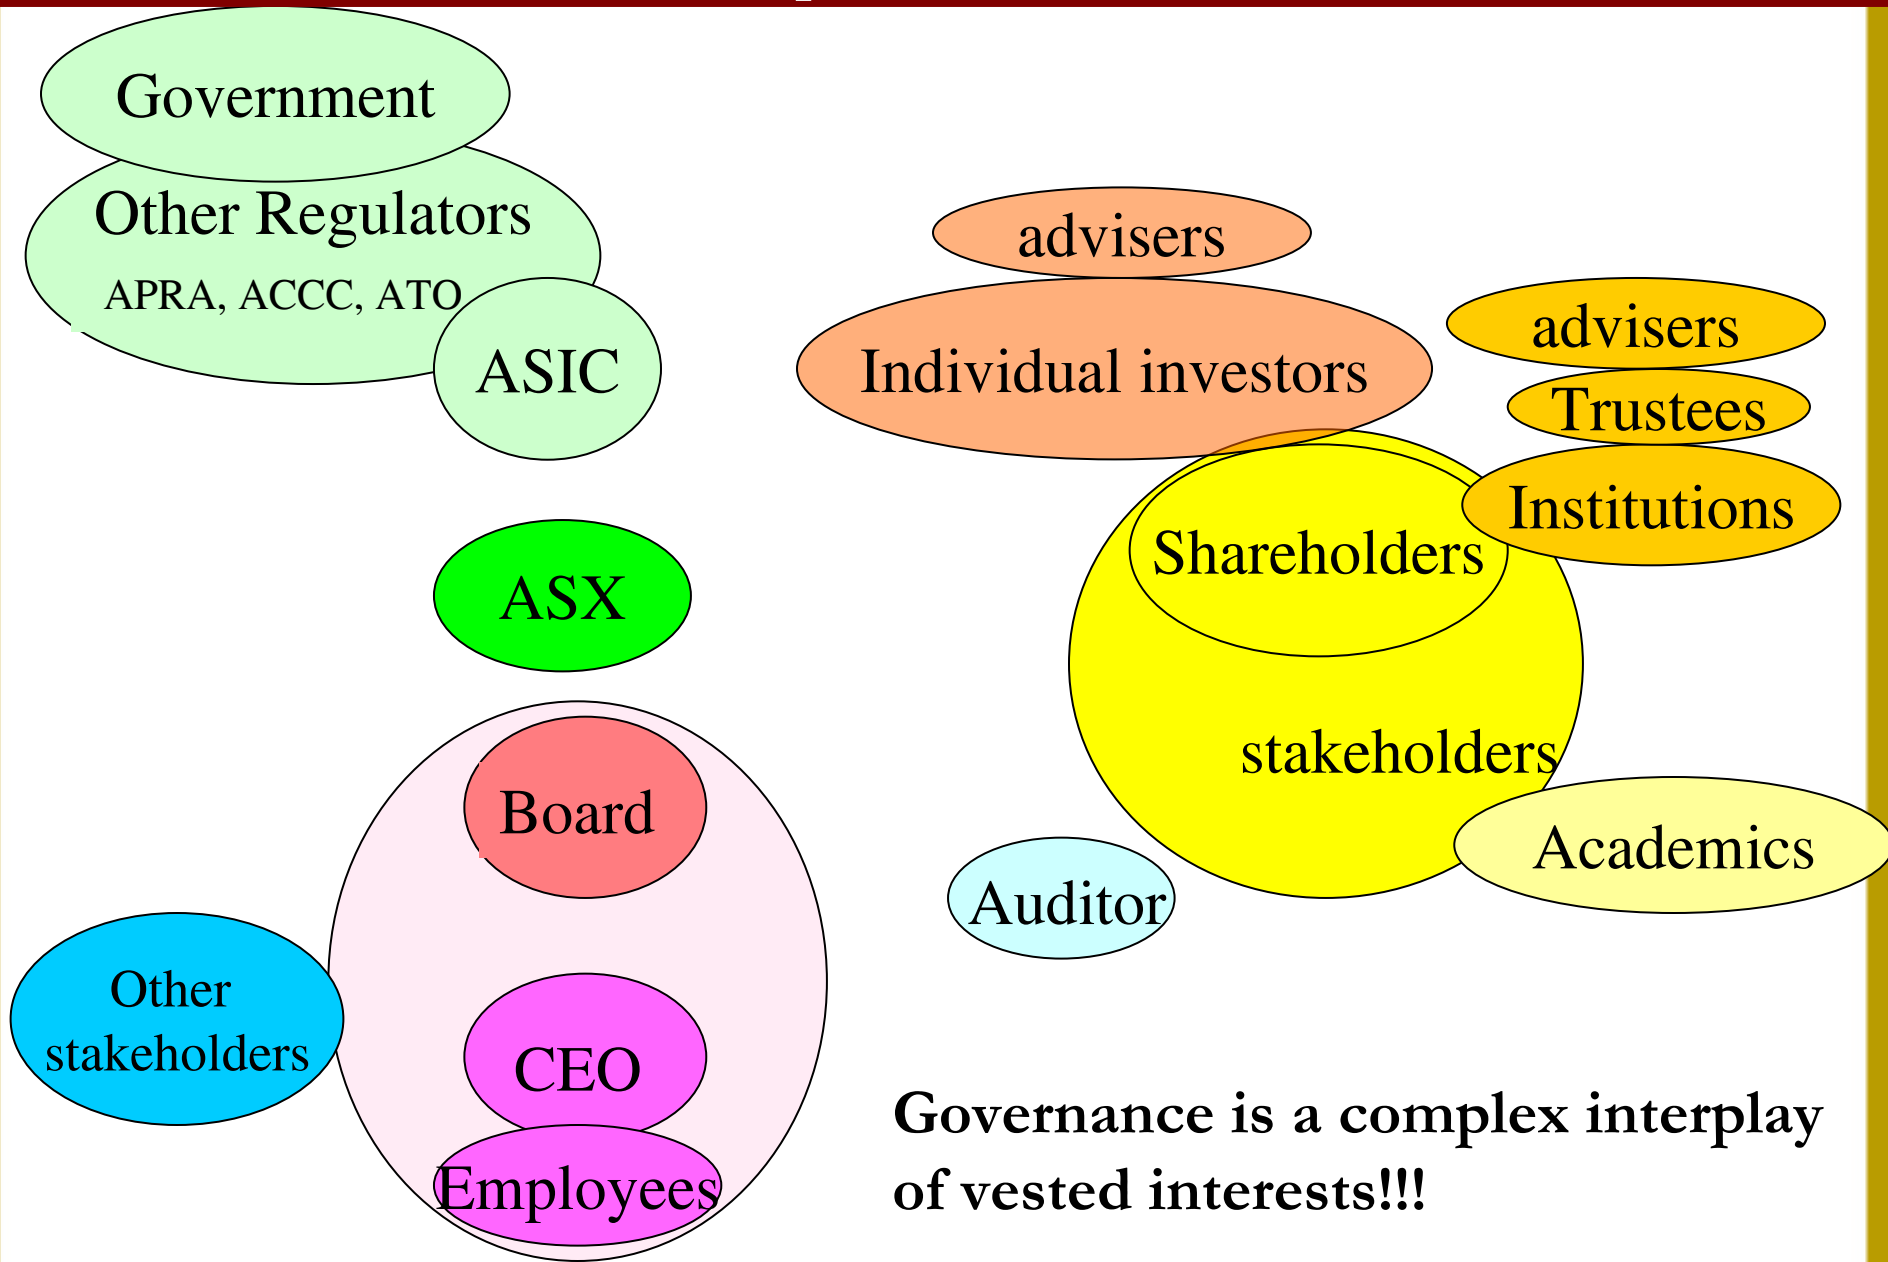 Government
Other Regulators
APRA, ACCC, ATO
ASIC
advisers
Individual investors
advisers
Trustees
Institutions
Shareholders
stakeholders
Academics
ASX
Board
Auditor
Other
stakeholders
CEO
Employees
Governance is a complex interplay
of vested interests!!!